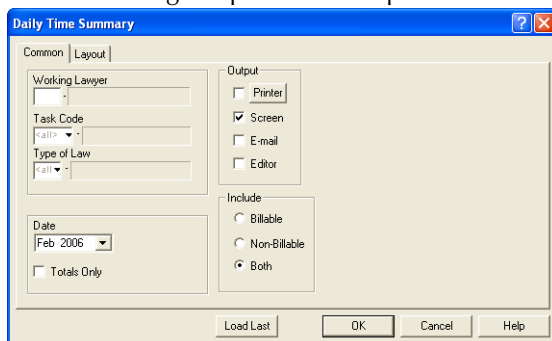 Daily Time Summary
Common
Layout
Working Lawyer
-
Task Code
<all> -
Type of Law
<all -
Date
Feb 2006
Totals Only
Output
Printer
Screen
E-mail
Editor
Include
Billable
Non-Billable
Both
Load Last
OK
Cancel
Help